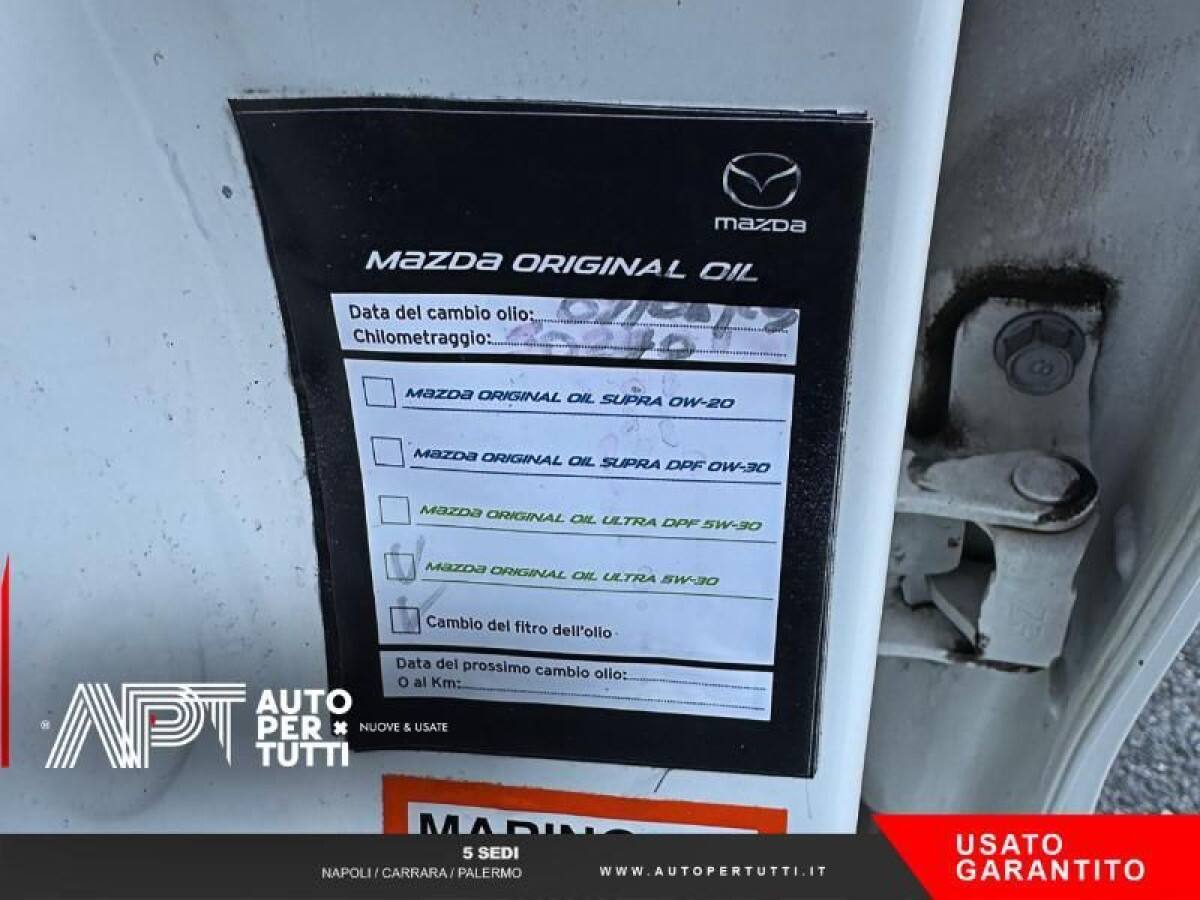 mazda
MAZDA ORIGINAL OIL
Data del cambio olio:
Chilometraggio:
MAZDA ORIGINAL OIL SUPRA 0W-20
MAZDA ORIGINAL OIL SUPRA DPF 0W-30
MAZDA ORIGINAL OIL ULTRA DPF 5W-30
MAZDA ORIGINAL OIL ULTRA 5W-30
Cambio del fitro dell'olio
Data del prossimo cambio olio:
O al Km:
8
® APT AUTO PER TUTTI
NUOVE & USATE
5 SEDI
NAPOLI / CARRARA / PALERMO
WWW.AUTOPERTUTTI.IT
USATO
GARANTITO